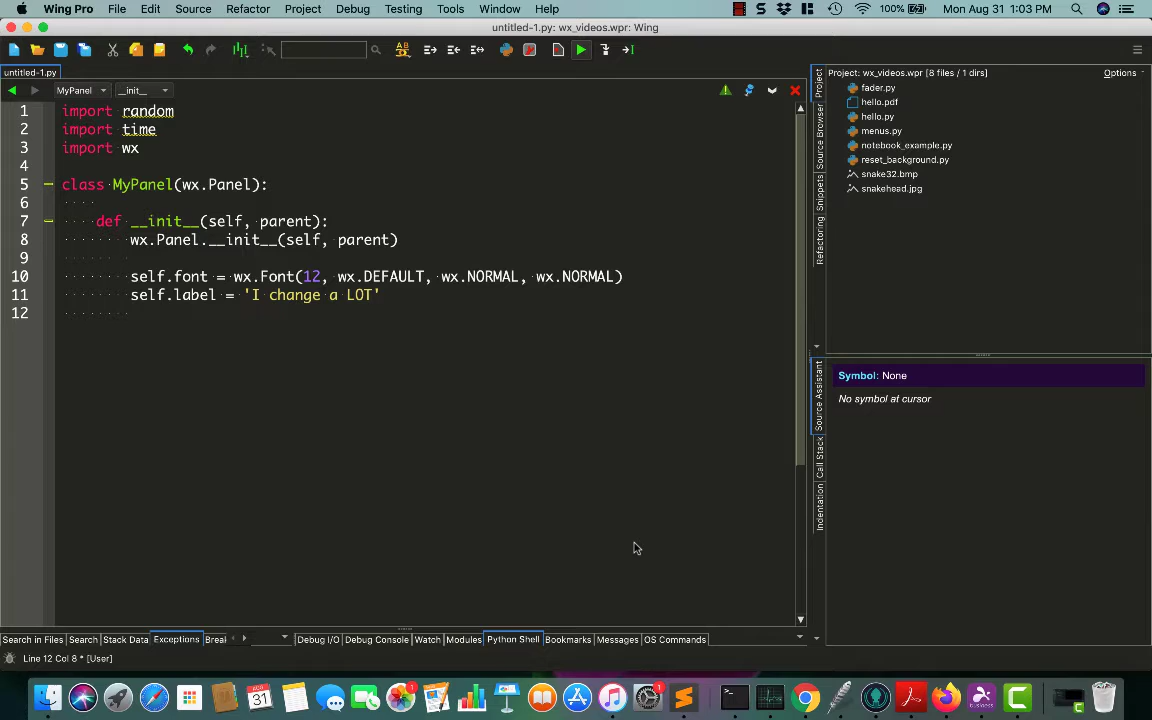 Wing Pro File Edit Source Refactor Project Debug Testing Tools Window Help 100% Mon Aug 31 1:03 PM
untitled-1.py: wx_videos.wpr: Wing
untitled-1.py
MyPanel __init__
1 import random
2 import time
3 import wx
4
5 class MyPanel(wx.Panel):
6
7 def __init__(self, parent):
8 wx.Panel.__init__(self, parent)
9
10 self.font = wx.Font(12, wx.DEFAULT, wx.NORMAL, wx.NORMAL)
11 self.label = 'I change a LOT'
12
Project: wx_videos.wpr [8 files / 1 dirs] Options
fader.py
hello.pdf
hello.py
menus.py
notebook_example.py
reset_background.py
snake32.bmp
snakehead.jpg
Project
Source Browser
Snippets
Refactoring
Symbol: None
No symbol at cursor
Source Assistant
Call Stack
Indentation
Search in Files Search Stack Data Exceptions Break Debug I/O Debug Console Watch Modules Python Shell Bookmarks Messages OS Commands
Line 12 Col 8 * [User]